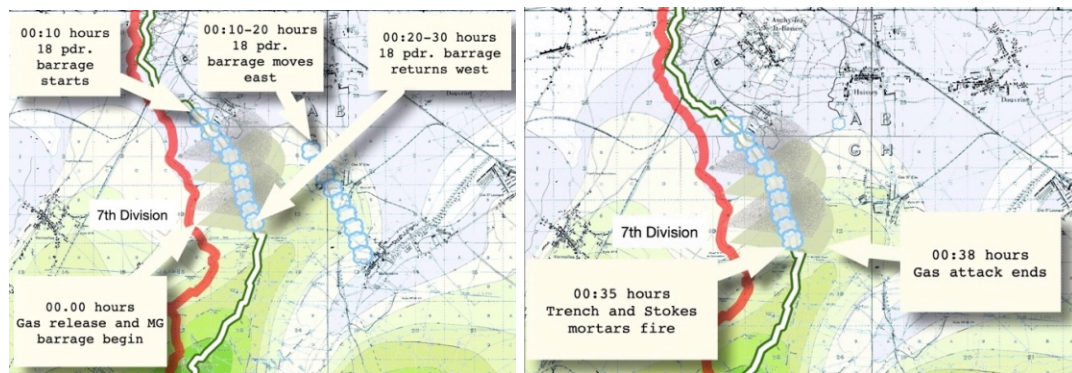 00:10 hours
18 pdr.
barrage
starts
00:10-20 hours
18 pdr.
barrage moves
east
00:20-30 hours
18 pdr. barrage
returns west
A B
7th Division
00.00 hours
Gas release and MG
barrage begin
Haisnes
A B
G H
7th Division
00:35 hours
Trench and Stokes
mortars fire
00:38 hours
Gas attack ends